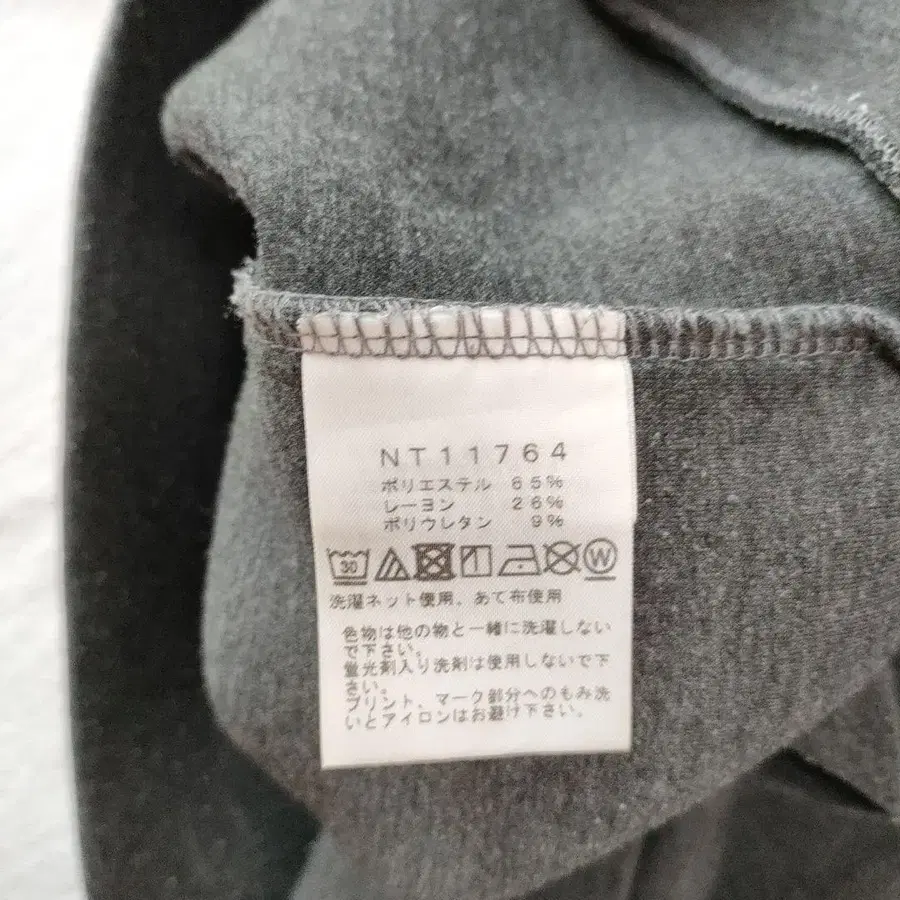 NT11764
ポリエステル 65%
レーヨン 26%
ポリウレタン 9%
30 W
洗濯ネット使用、あて布使用
色物は他の物と一緒に洗濯しない
で下さい。
蛍光剤入り洗剤は使用しないで下
さい。
プリント、マーク部分へのもみ洗
いとアイロンはお避け下さい。